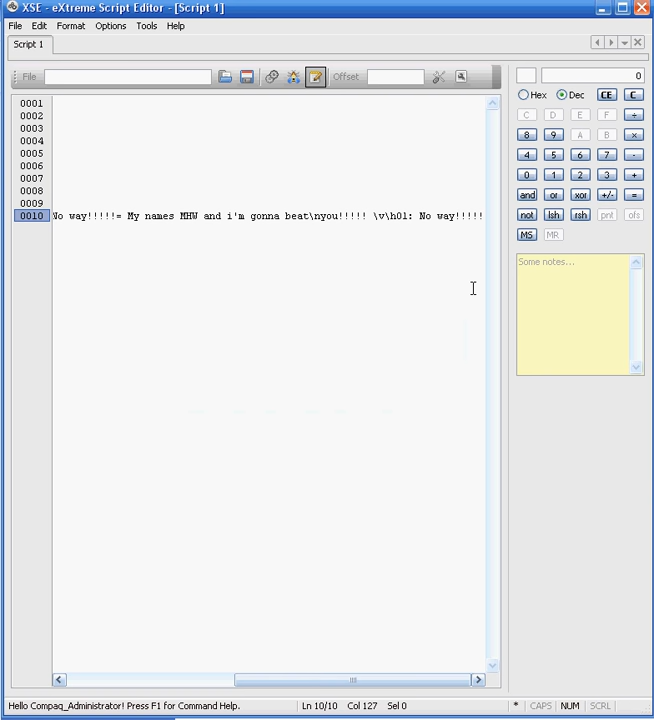 XSE - eXtreme Script Editor - [Script 1]
File Edit Format Options Tools Help
Script 1
File Offset
0
Hex Dec CE C
C D E F ÷
8 9 A B ×
4 5 6 7 -
0 1 2 3 +
and or xor +/- =
not lsh rsh pnt ofs
MS MR
Some notes...
0001
0002
0003
0004
0005
0006
0007
0008
0009
0010 No way!!!!!= My names MHW and i'm gonna beat\nyou!!!!! \v\h01: No way!!!!!
Hello Compaq_Administrator! Press F1 for Command Help. Ln 10/10 Col 127 Sel 0 * CAPS NUM SCRL